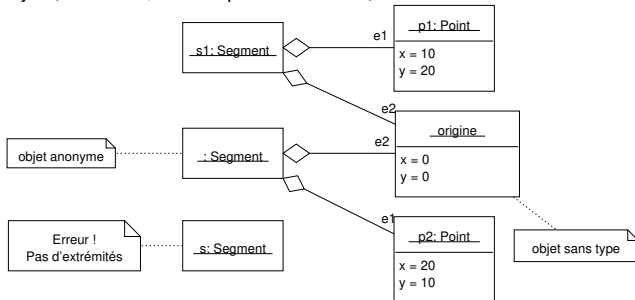 e1
p1: Point
s1: Segment
x = 10
y = 20
e2
origine
e2
objet anonyme
: Segment
x = 0
y = 0
e1
p2: Point
Erreur !
Pas d'extrémités
s: Segment
objet sans type
x = 20
y = 10